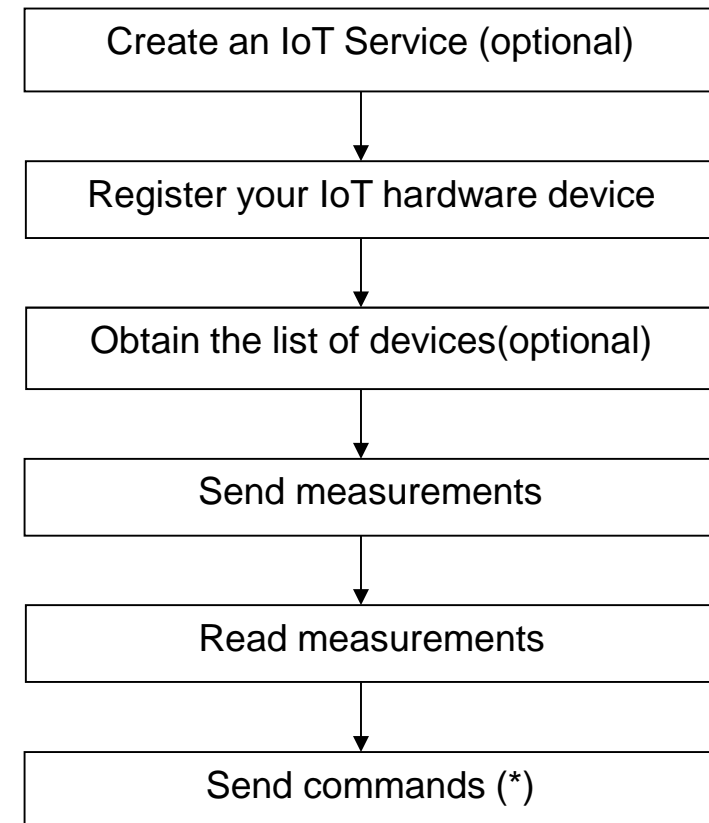 Create an IoT Service (optional)
Register your IoT hardware device
Obtain the list of devices(optional)
Send measurements
Read measurements
Send commands (*)